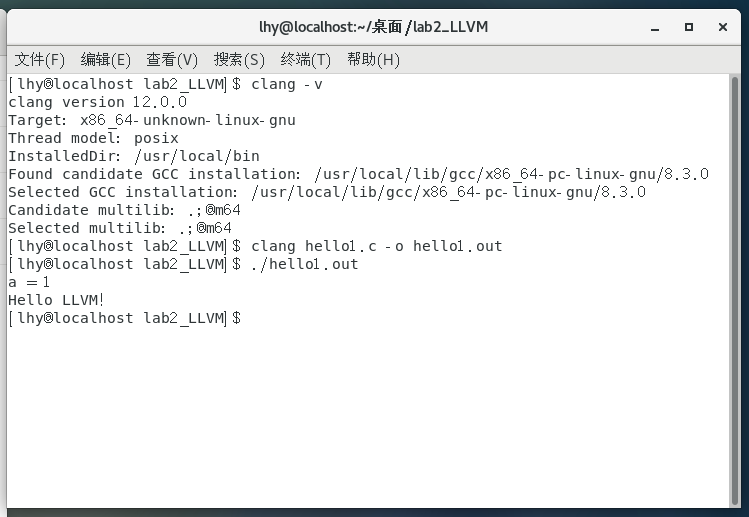 lhy@localhost:~/桌面/lab2_LLVM
文件(F) 编辑(E) 查看(V) 搜索(S) 终端(T) 帮助(H)
[lhy@localhost lab2_LLVM]$ clang -v
clang version 12.0.0
Target: x86_64-unknown-linux-gnu
Thread model: posix
InstalledDir: /usr/local/bin
Found candidate GCC installation: /usr/local/lib/gcc/x86_64-pc-linux-gnu/8.3.0
Selected GCC installation: /usr/local/lib/gcc/x86_64-pc-linux-gnu/8.3.0
Candidate multilib: .;@m64
Selected multilib: .;@m64
[lhy@localhost lab2_LLVM]$ clang hello1.c -o hello1.out
[lhy@localhost lab2_LLVM]$ ./hello1.out
a = 1
Hello LLVM!
[lhy@localhost lab2_LLVM]$